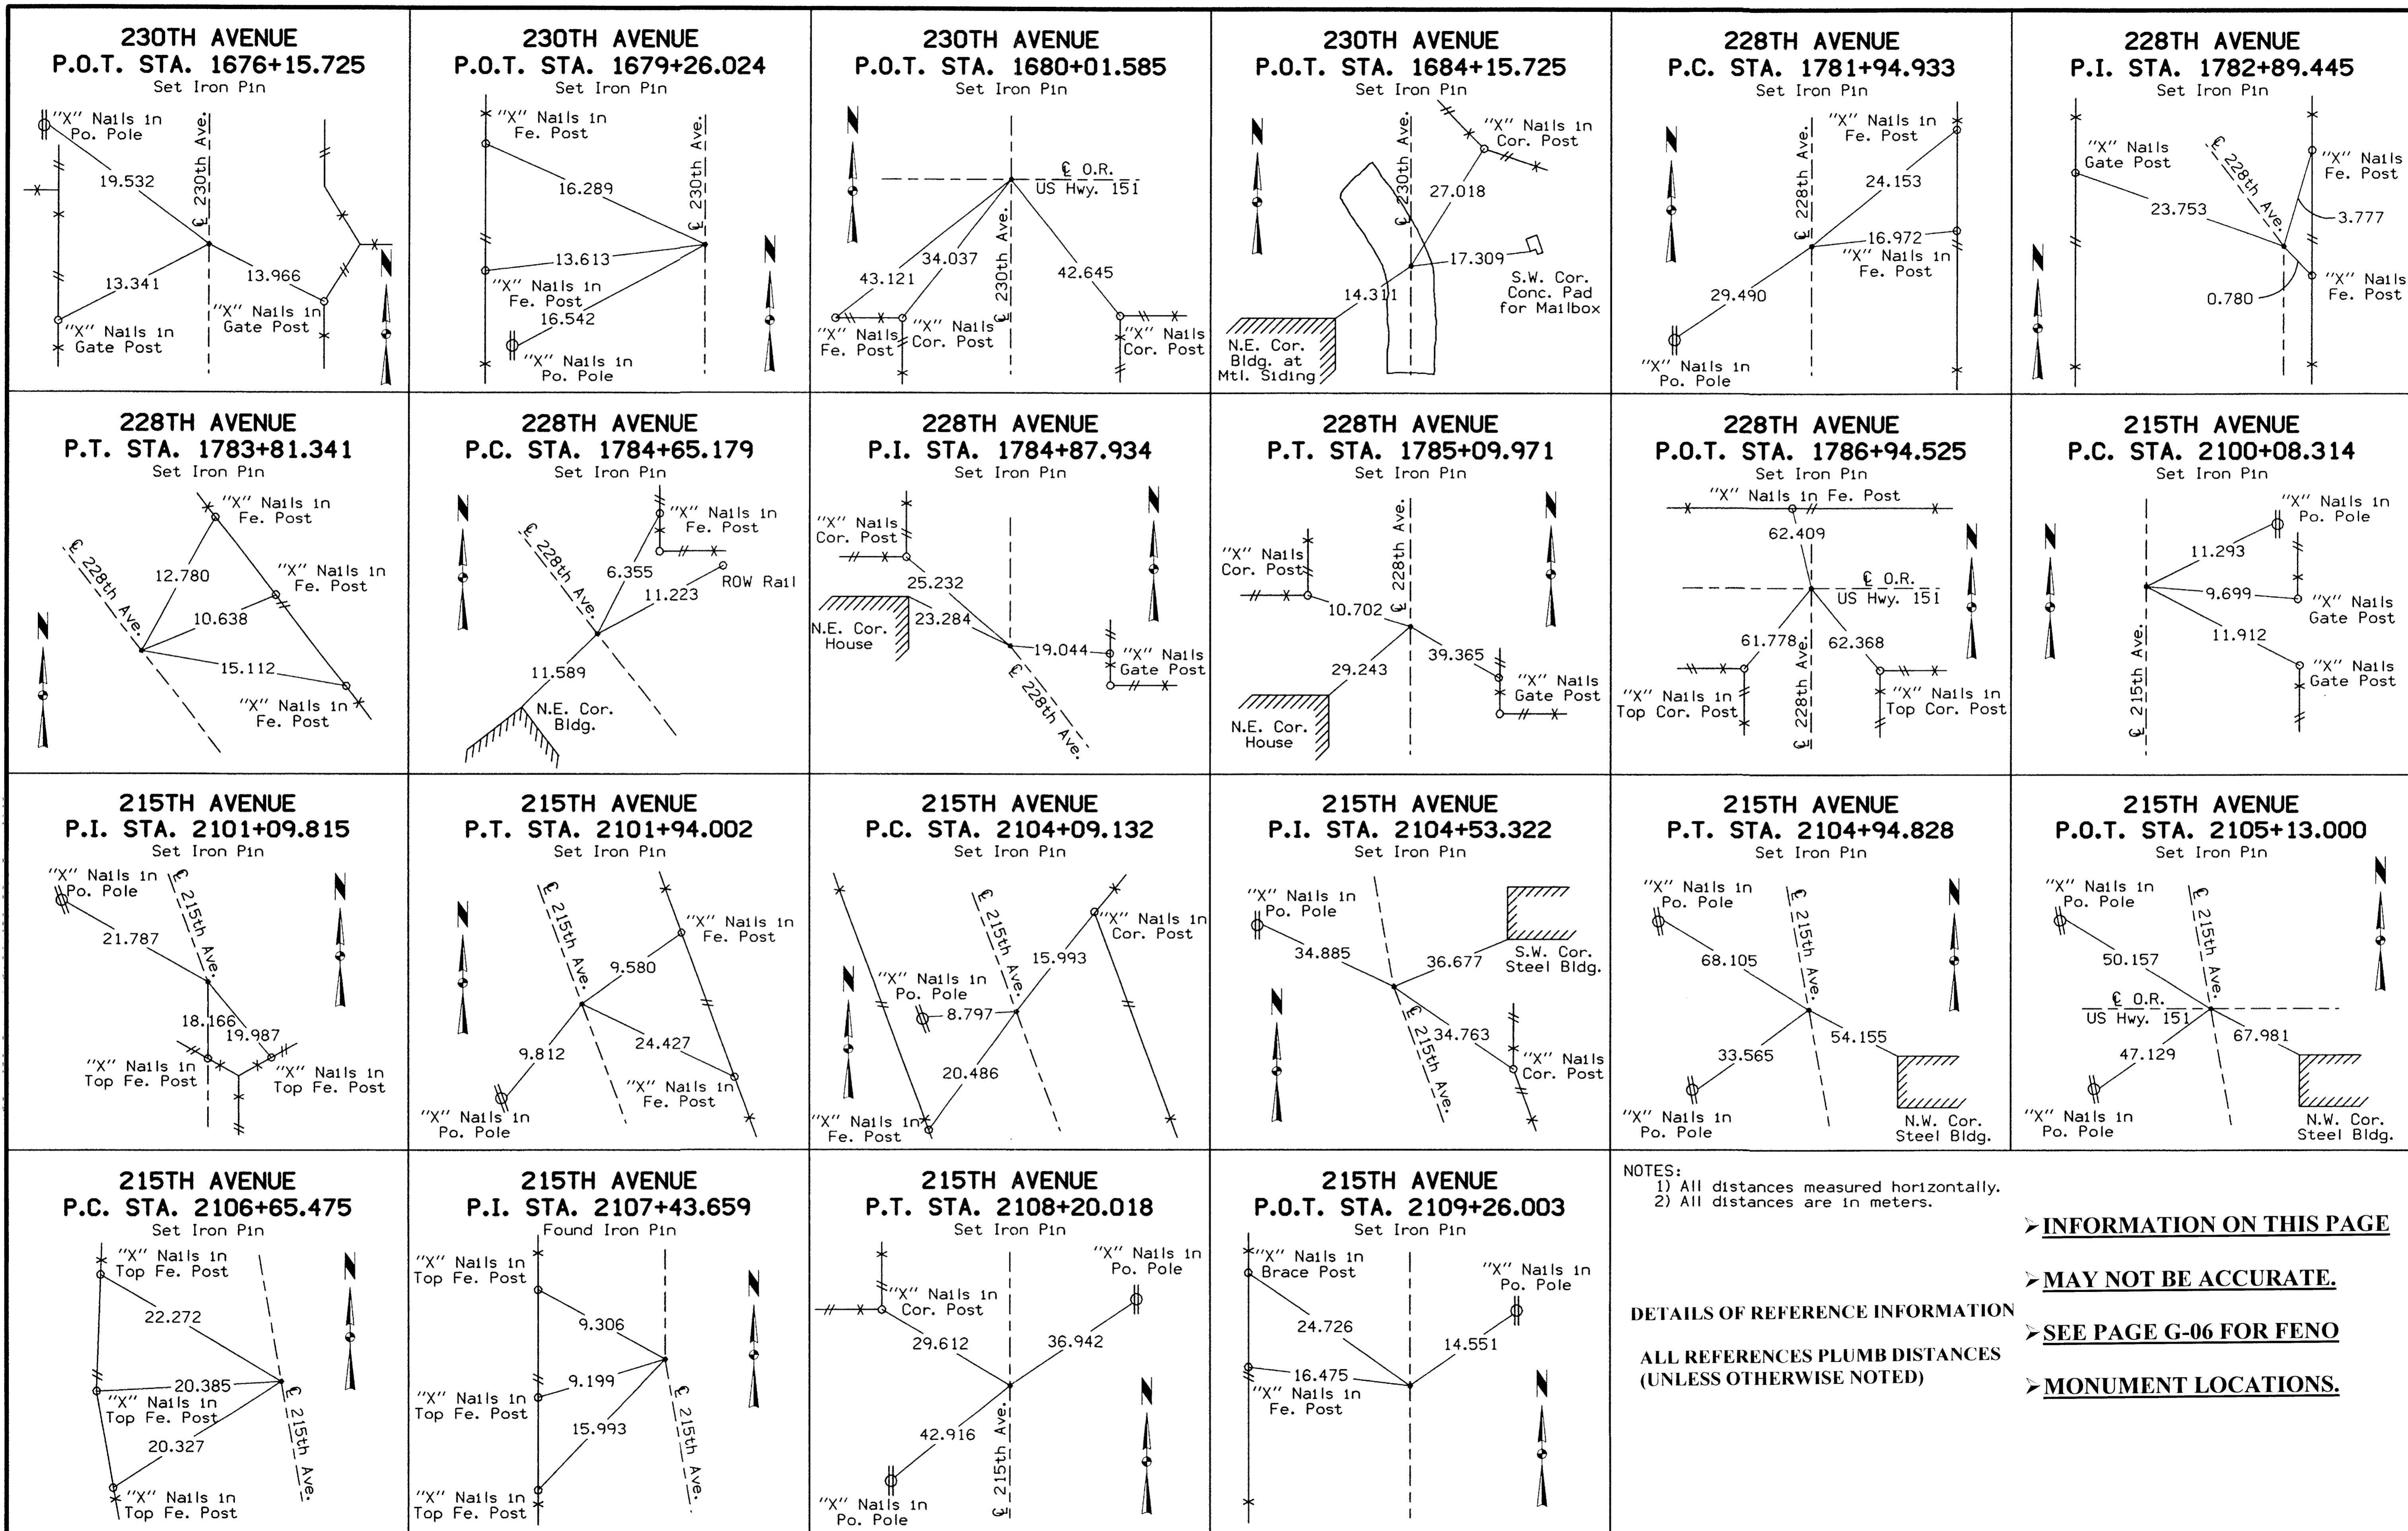 230TH AVENUE
P.O.T. STA. 1676+15.725
Set Iron Pin
"X" Nails in
Po. Pole
19.532
℄ 230th Ave.
13.341
13.966
"X" Nails in
Gate Post
"X" Nails in
Gate Post
N
230TH AVENUE
P.O.T. STA. 1679+26.024
Set Iron Pin
"X" Nails in
Fe. Post
℄ 230th Ave.
16.289
13.613
"X" Nails in
Fe. Post
16.542
"X" Nails in
Po. Pole
N
230TH AVENUE
P.O.T. STA. 1680+01.585
Set Iron Pin
N
℄ O.R.
US Hwy. 151
43.121
34.037
42.645
℄ 230th Ave.
"X" Nails
Fe. Post
"X" Nails
Cor. Post
"X" Nails
Cor. Post
230TH AVENUE
P.O.T. STA. 1684+15.725
Set Iron Pin
N
℄ 230th Ave.
"X" Nails in
Cor. Post
27.018
17.309
14.311
S.W. Cor.
Conc. Pad
for Mailbox
N.E. Cor.
Bldg. at
Mtl. Siding
228TH AVENUE
P.C. STA. 1781+94.933
Set Iron Pin
N
℄ 228th Ave.
"X" Nails in
Fe. Post
24.153
16.972
"X" Nails in
Fe. Post
29.490
"X" Nails in
Po. Pole
228TH AVENUE
P.I. STA. 1782+89.445
Set Iron Pin
"X" Nails
Gate Post
℄ 228th Ave.
"X" Nails
Fe. Post
23.753
3.777
N
0.780
"X" Nails
Fe. Post
228TH AVENUE
P.T. STA. 1783+81.341
Set Iron Pin
"X" Nails in
Fe. Post
℄ 228th Ave.
12.780
"X" Nails in
Fe. Post
10.638
N
15.112
"X" Nails in
Fe. Post
228TH AVENUE
P.C. STA. 1784+65.179
Set Iron Pin
N
℄ 228th Ave.
"X" Nails in
Fe. Post
6.355
ROW Rail
11.223
11.589
N.E. Cor.
Bldg.
228TH AVENUE
P.I. STA. 1784+87.934
Set Iron Pin
N
"X" Nails
Cor. Post
25.232
N.E. Cor.
House
23.284
19.044
"X" Nails
Gate Post
℄ 228th Ave.
228TH AVENUE
P.T. STA. 1785+09.971
Set Iron Pin
N
℄ 228th Ave.
"X" Nails
Cor. Post
10.702
39.365
29.243
"X" Nails
Gate Post
N.E. Cor.
House
228TH AVENUE
P.O.T. STA. 1786+94.525
Set Iron Pin
"X" Nails in Fe. Post
62.409
N
℄ O.R.
US Hwy. 151
61.778
62.368
℄ 228th Ave.
"X" Nails in
Top Cor. Post
"X" Nails in
Top Cor. Post
215TH AVENUE
P.C. STA. 2100+08.314
Set Iron Pin
"X" Nails in
Po. Pole
N
11.293
9.699
"X" Nails
Gate Post
11.912
"X" Nails
Gate Post
℄ 215th Ave.
215TH AVENUE
P.I. STA. 2101+09.815
Set Iron Pin
"X" Nails in
Po. Pole
℄ 215th Ave.
N
21.787
18.166
19.987
"X" Nails in
Top Fe. Post
"X" Nails in
Top Fe. Post
215TH AVENUE
P.T. STA. 2101+94.002
Set Iron Pin
N
℄ 215th Ave.
"X" Nails in
Fe. Post
9.580
9.812
24.427
"X" Nails in
Fe. Post
"X" Nails in
Po. Pole
215TH AVENUE
P.C. STA. 2104+09.132
Set Iron Pin
℄ 215th Ave.
"X" Nails in
Cor. Post
15.993
N
"X" Nails in
Po. Pole
8.797
20.486
"X" Nails in
Fe. Post
215TH AVENUE
P.I. STA. 2104+53.322
Set Iron Pin
"X" Nails in
Po. Pole
34.885
36.677
S.W. Cor.
Steel Bldg.
N
℄ 215th Ave.
34.763
"X" Nails
Cor. Post
215TH AVENUE
P.T. STA. 2104+94.828
Set Iron Pin
"X" Nails in
Po. Pole
℄ 215th Ave.
N
68.105
33.565
54.155
"X" Nails in
Po. Pole
N.W. Cor.
Steel Bldg.
215TH AVENUE
P.O.T. STA. 2105+13.000
Set Iron Pin
"X" Nails in
Po. Pole
℄ 215th Ave.
N
50.157
℄ O.R.
US Hwy. 151
47.129
67.981
"X" Nails in
Po. Pole
N.W. Cor.
Steel Bldg.
215TH AVENUE
P.C. STA. 2106+65.475
Set Iron Pin
"X" Nails in
Top Fe. Post
N
22.272
20.385
"X" Nails in
Top Fe. Post
20.327
℄ 215th Ave.
"X" Nails in
Top Fe. Post
215TH AVENUE
P.I. STA. 2107+43.659
Found Iron Pin
"X" Nails in
Top Fe. Post
N
9.306
9.199
"X" Nails in
Top Fe. Post
15.993
℄ 215th Ave.
"X" Nails in
Top Fe. Post
215TH AVENUE
P.T. STA. 2108+20.018
Set Iron Pin
"X" Nails in
Po. Pole
"X" Nails in
Cor. Post
29.612
36.942
N
42.916
℄ 215th Ave.
"X" Nails in
Po. Pole
215TH AVENUE
P.O.T. STA. 2109+26.003
Set Iron Pin
"X" Nails in
Brace Post
"X" Nails in
Po. Pole
24.726
14.551
16.475
"X" Nails in
Fe. Post
N
NOTES:
1) All distances measured horizontally.
2) All distances are in meters.
DETAILS OF REFERENCE INFORMATION
ALL REFERENCES PLUMB DISTANCES
(UNLESS OTHERWISE NOTED)
➢INFORMATION ON THIS PAGE
➢MAY NOT BE ACCURATE.
➢SEE PAGE G-06 FOR FENO
➢MONUMENT LOCATIONS.